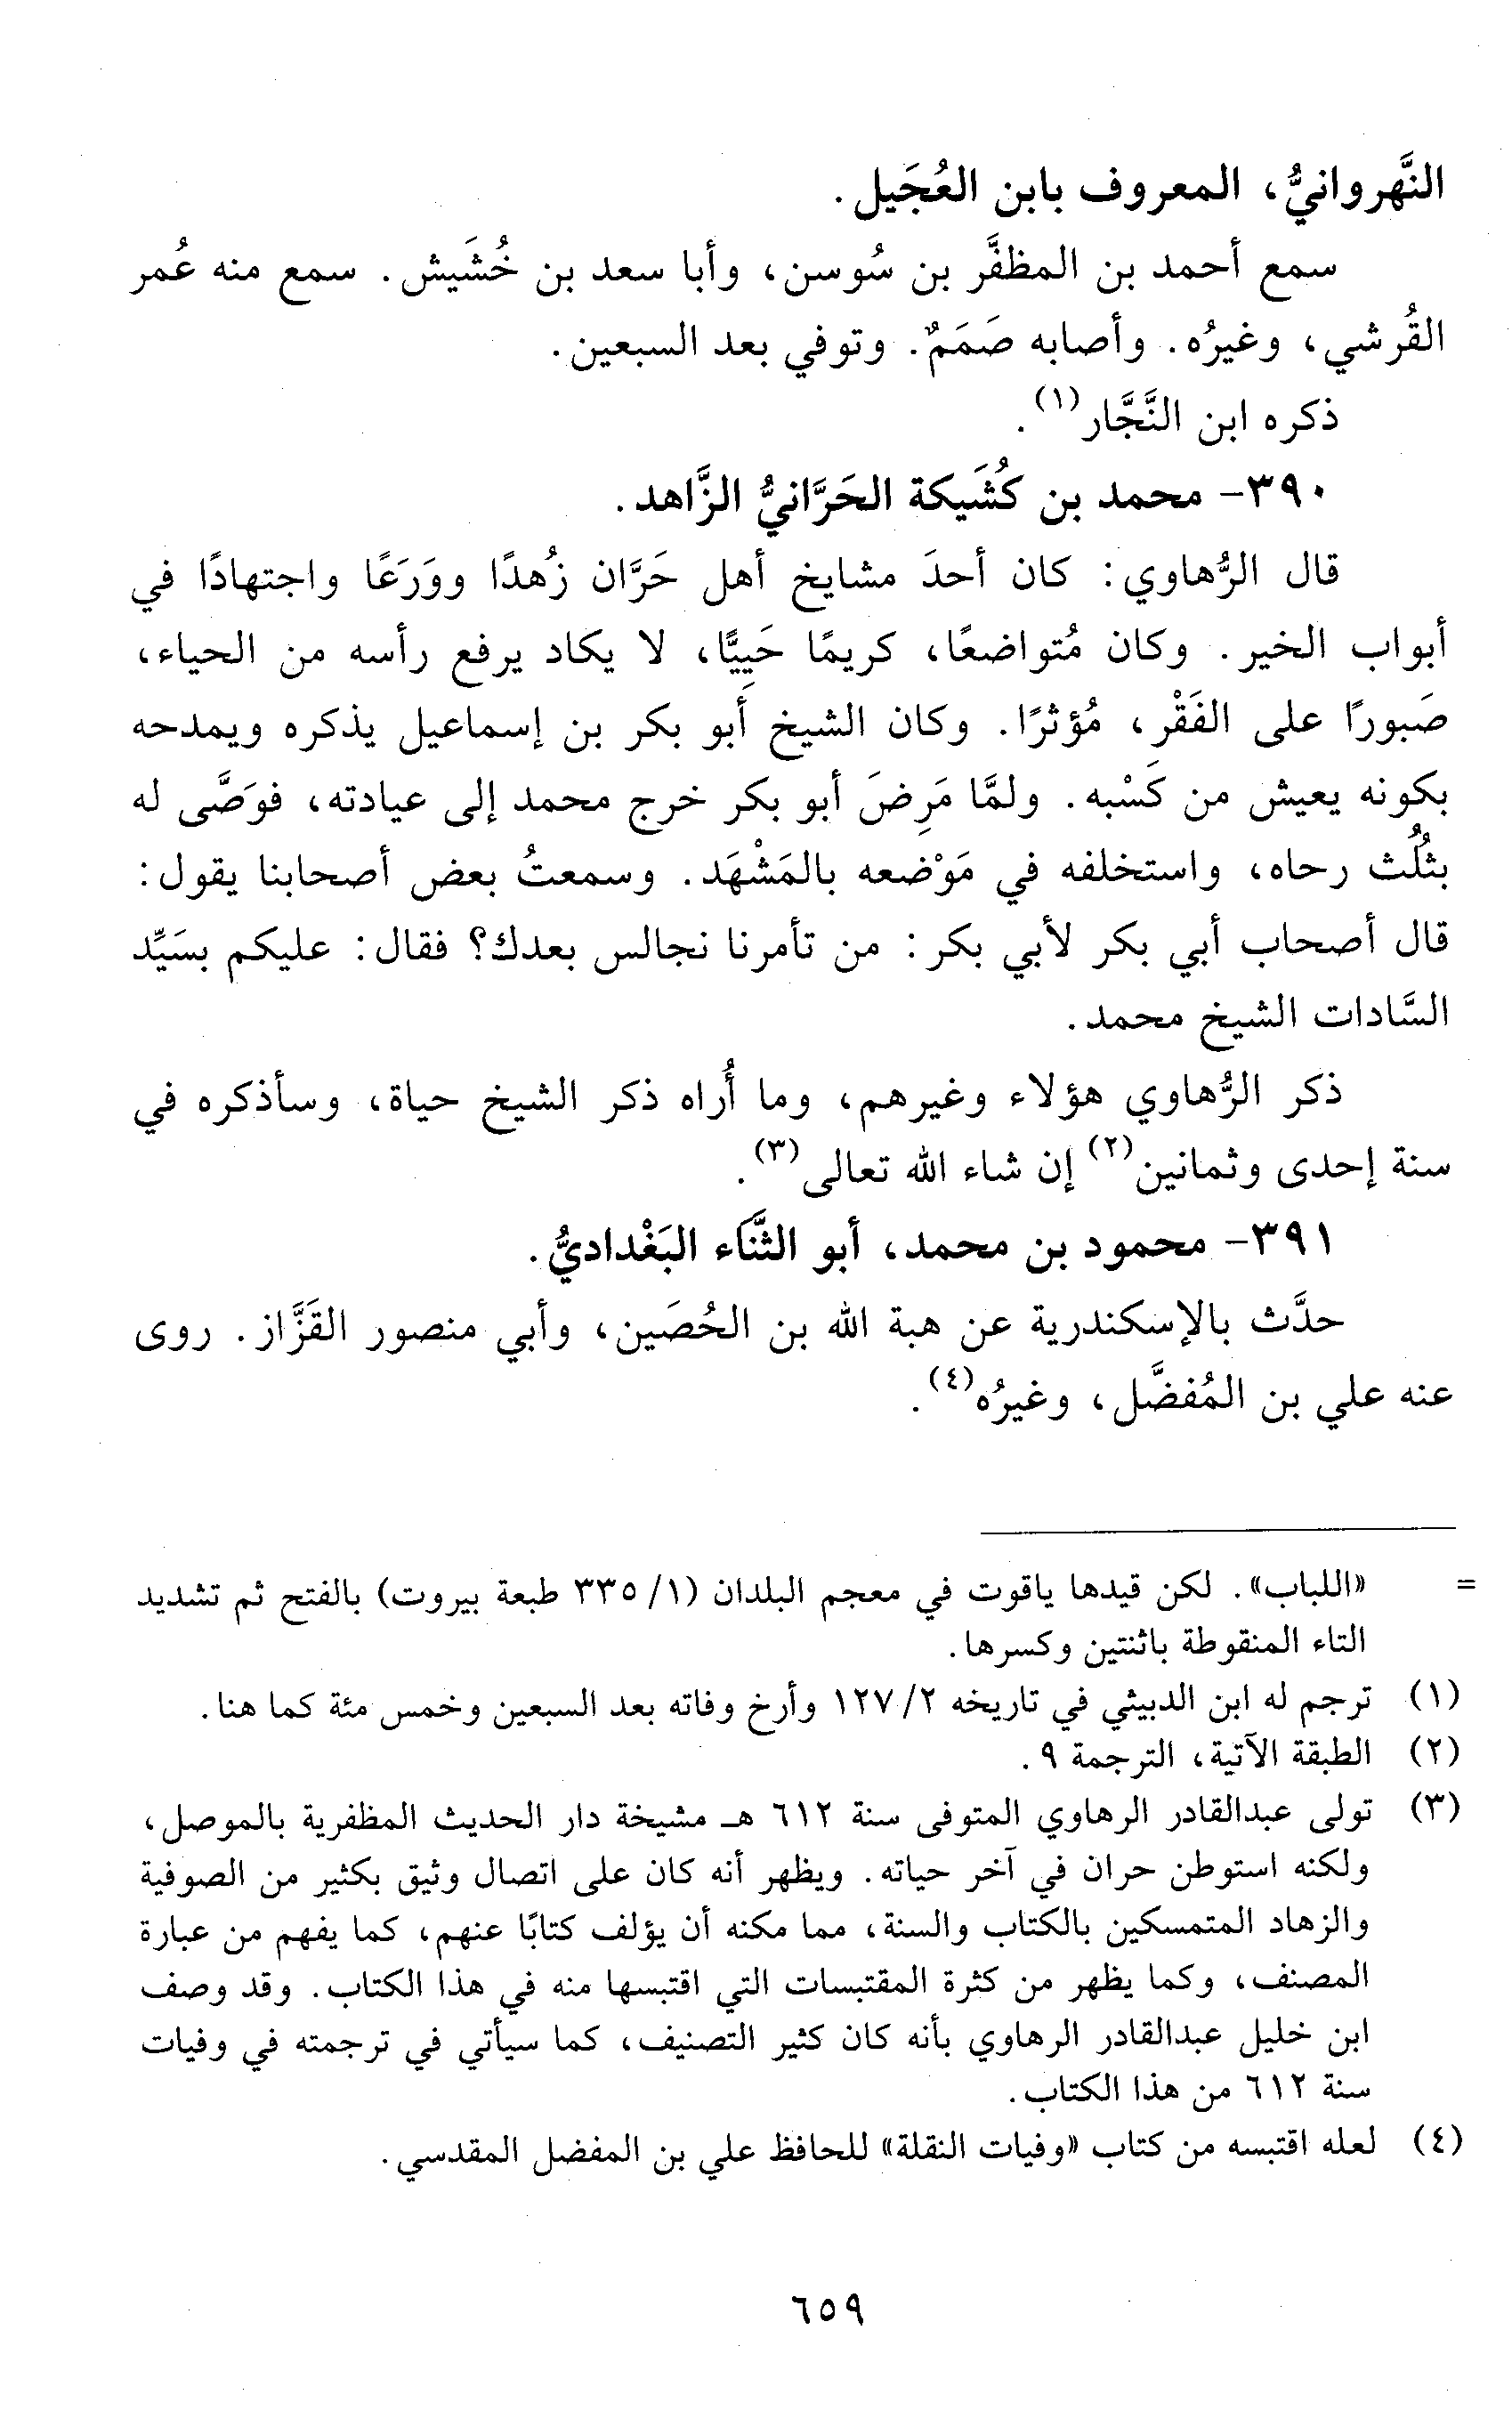 النَّهروانيُّ، المعروف بابن العُجَيل.
سمع أحمد بن المظفَّر بن سُوسن، وأبا سعد بن خُشَيش. سمع منه عُمر
القُرشي، وغيرُه. وأصابه صَمَمٌ. وتوفي بعد السبعين.
ذكره ابن النَّجَّار(١).
٣٩٠- محمد بن كُشَيكة الحَرَّانيُّ الزَّاهد.
قال الرُّهاوي: كان أحدَ مشايخ أهل حَرَّان زُهدًا ووَرَعًا واجتهادًا في
أبواب الخير. وكان مُتواضعًا، كريمًا حَيِيًّا، لا يكاد يرفع رأسه من الحياء،
صَبورًا على الفَقْرِ، مُؤثرًا. وكان الشيخ أبو بكر بن إسماعيل يذكره ويمدحه
بكونه يعيش من كَسْبه. ولمَّا مَرِضَ أبو بكر خرج محمد إلى عيادته، فوَصَّى له
بثُلُث رحاه، واستخلفه في مَوْضعه بالمَشْهَد. وسمعتُ بعض أصحابنا يقول:
قال أصحاب أبي بكر لأبي بكر: من تأمرنا نجالس بعدك؟ فقال: عليكم بسَيِّد
السَّادات الشيخ محمد.
ذكر الرُّهاوي هؤلاء وغيرهم، وما أُراه ذكر الشيخ حياة، وسأذكره في
سنة إحدى وثمانين(٢) إن شاء الله تعالى(٣).
٣٩١- محمود بن محمد، أبو الثَّنَاء البَغْداديُّ.
حدَّث بالإسكندرية عن هبة الله بن الحُصَين، وأبي منصور القَزَّاز. روى
عنه علي بن المُفضَّل، وغيرُه(٤).
= «اللباب». لكن قيدها ياقوت في معجم البلدان (١/ ٣٣٥ طبعة بيروت) بالفتح ثم تشديد
التاء المنقوطة باثنتين وكسرها.
(١) ترجم له ابن الدبيثي في تاريخه ٢/ ١٢٧ وأرخ وفاته بعد السبعين وخمس مئة كما هنا.
(٢) الطبقة الآتية، الترجمة ٩.
(٣) تولى عبدالقادر الرهاوي المتوفى سنة ٦١٢ هـ مشيخة دار الحديث المظفرية بالموصل،
ولكنه استوطن حران في آخر حياته. ويظهر أنه كان على اتصال وثيق بكثير من الصوفية
والزهاد المتمسكين بالكتاب والسنة، مما مكنه أن يؤلف كتابًا عنهم، كما يفهم من عبارة
المصنف، وكما يظهر من كثرة المقتبسات التي اقتبسها منه في هذا الكتاب. وقد وصف
ابن خليل عبدالقادر الرهاوي بأنه كان كثير التصنيف، كما سيأتي في ترجمته في وفيات
سنة ٦١٢ من هذا الكتاب.
(٤) لعله اقتبسه من كتاب «وفيات النقلة» للحافظ علي بن المفضل المقدسي.
٦٥٩